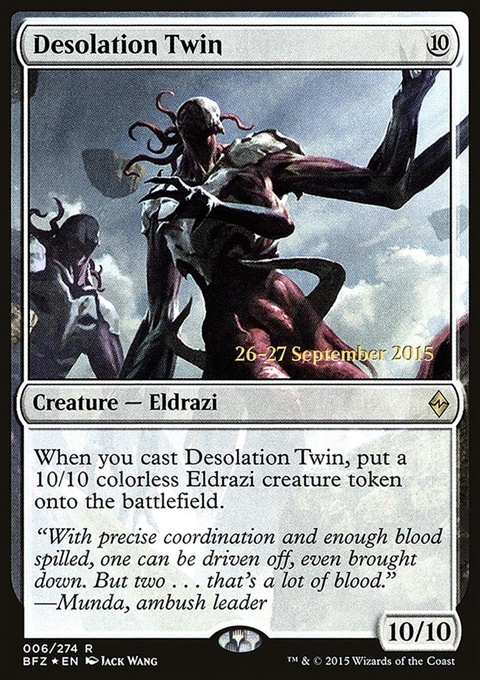 Desolation Twin
10
26–27 September 2015
Creature — Eldrazi
When you cast Desolation Twin, put a
10/10 colorless Eldrazi creature token
onto the battlefield.
“With precise coordination and enough blood
spilled, one can be driven off, even brought
down. But two . . . that’s a lot of blood.”
—Munda, ambush leader
10/10
006/274 R
BFZ ★ EN Jack Wang
™ & © 2015 Wizards of the Coast